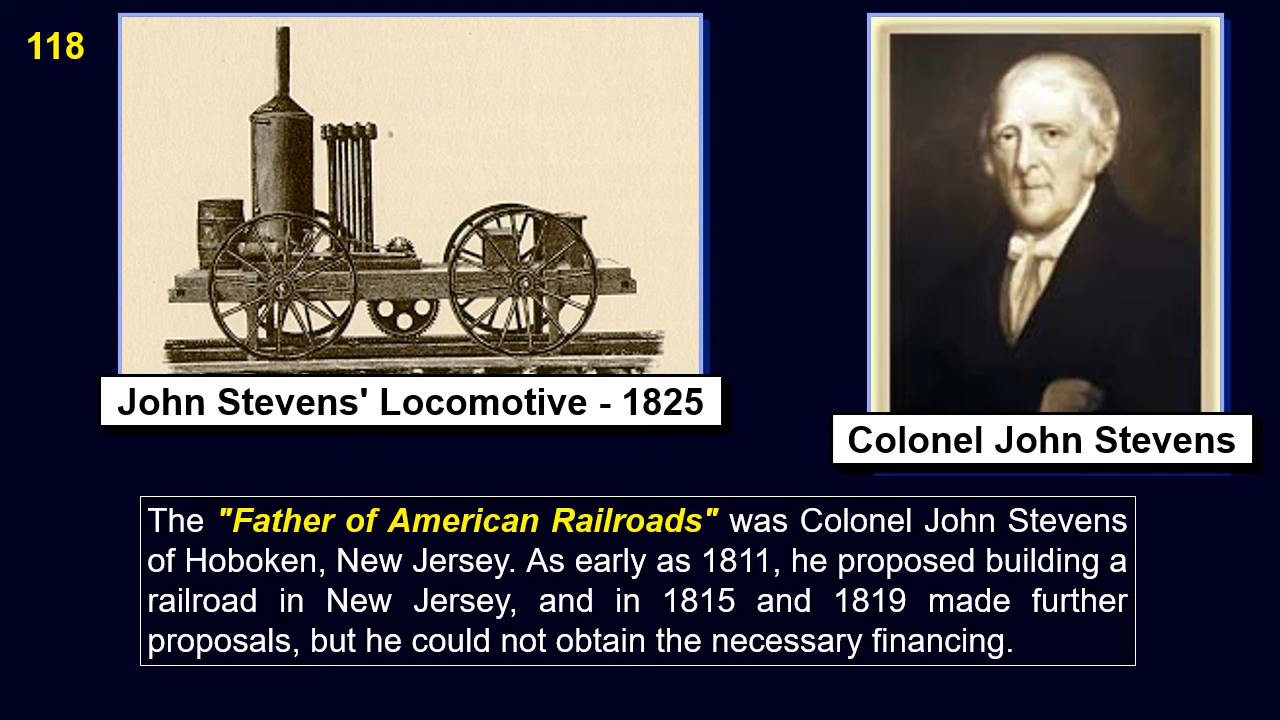 118
John Stevens' Locomotive - 1825
Colonel John Stevens
The "Father of American Railroads" was Colonel John Stevens
of Hoboken, New Jersey. As early as 1811, he proposed building a
railroad in New Jersey, and in 1815 and 1819 made further
proposals, but he could not obtain the necessary financing.